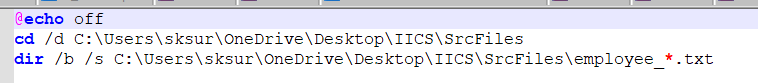 @echo off
cd /d C:\Users\sksur\OneDrive\Desktop\IICS\SrcFiles
dir /b /s C:\Users\sksur\OneDrive\Desktop\IICS\SrcFiles\employee_*.txt